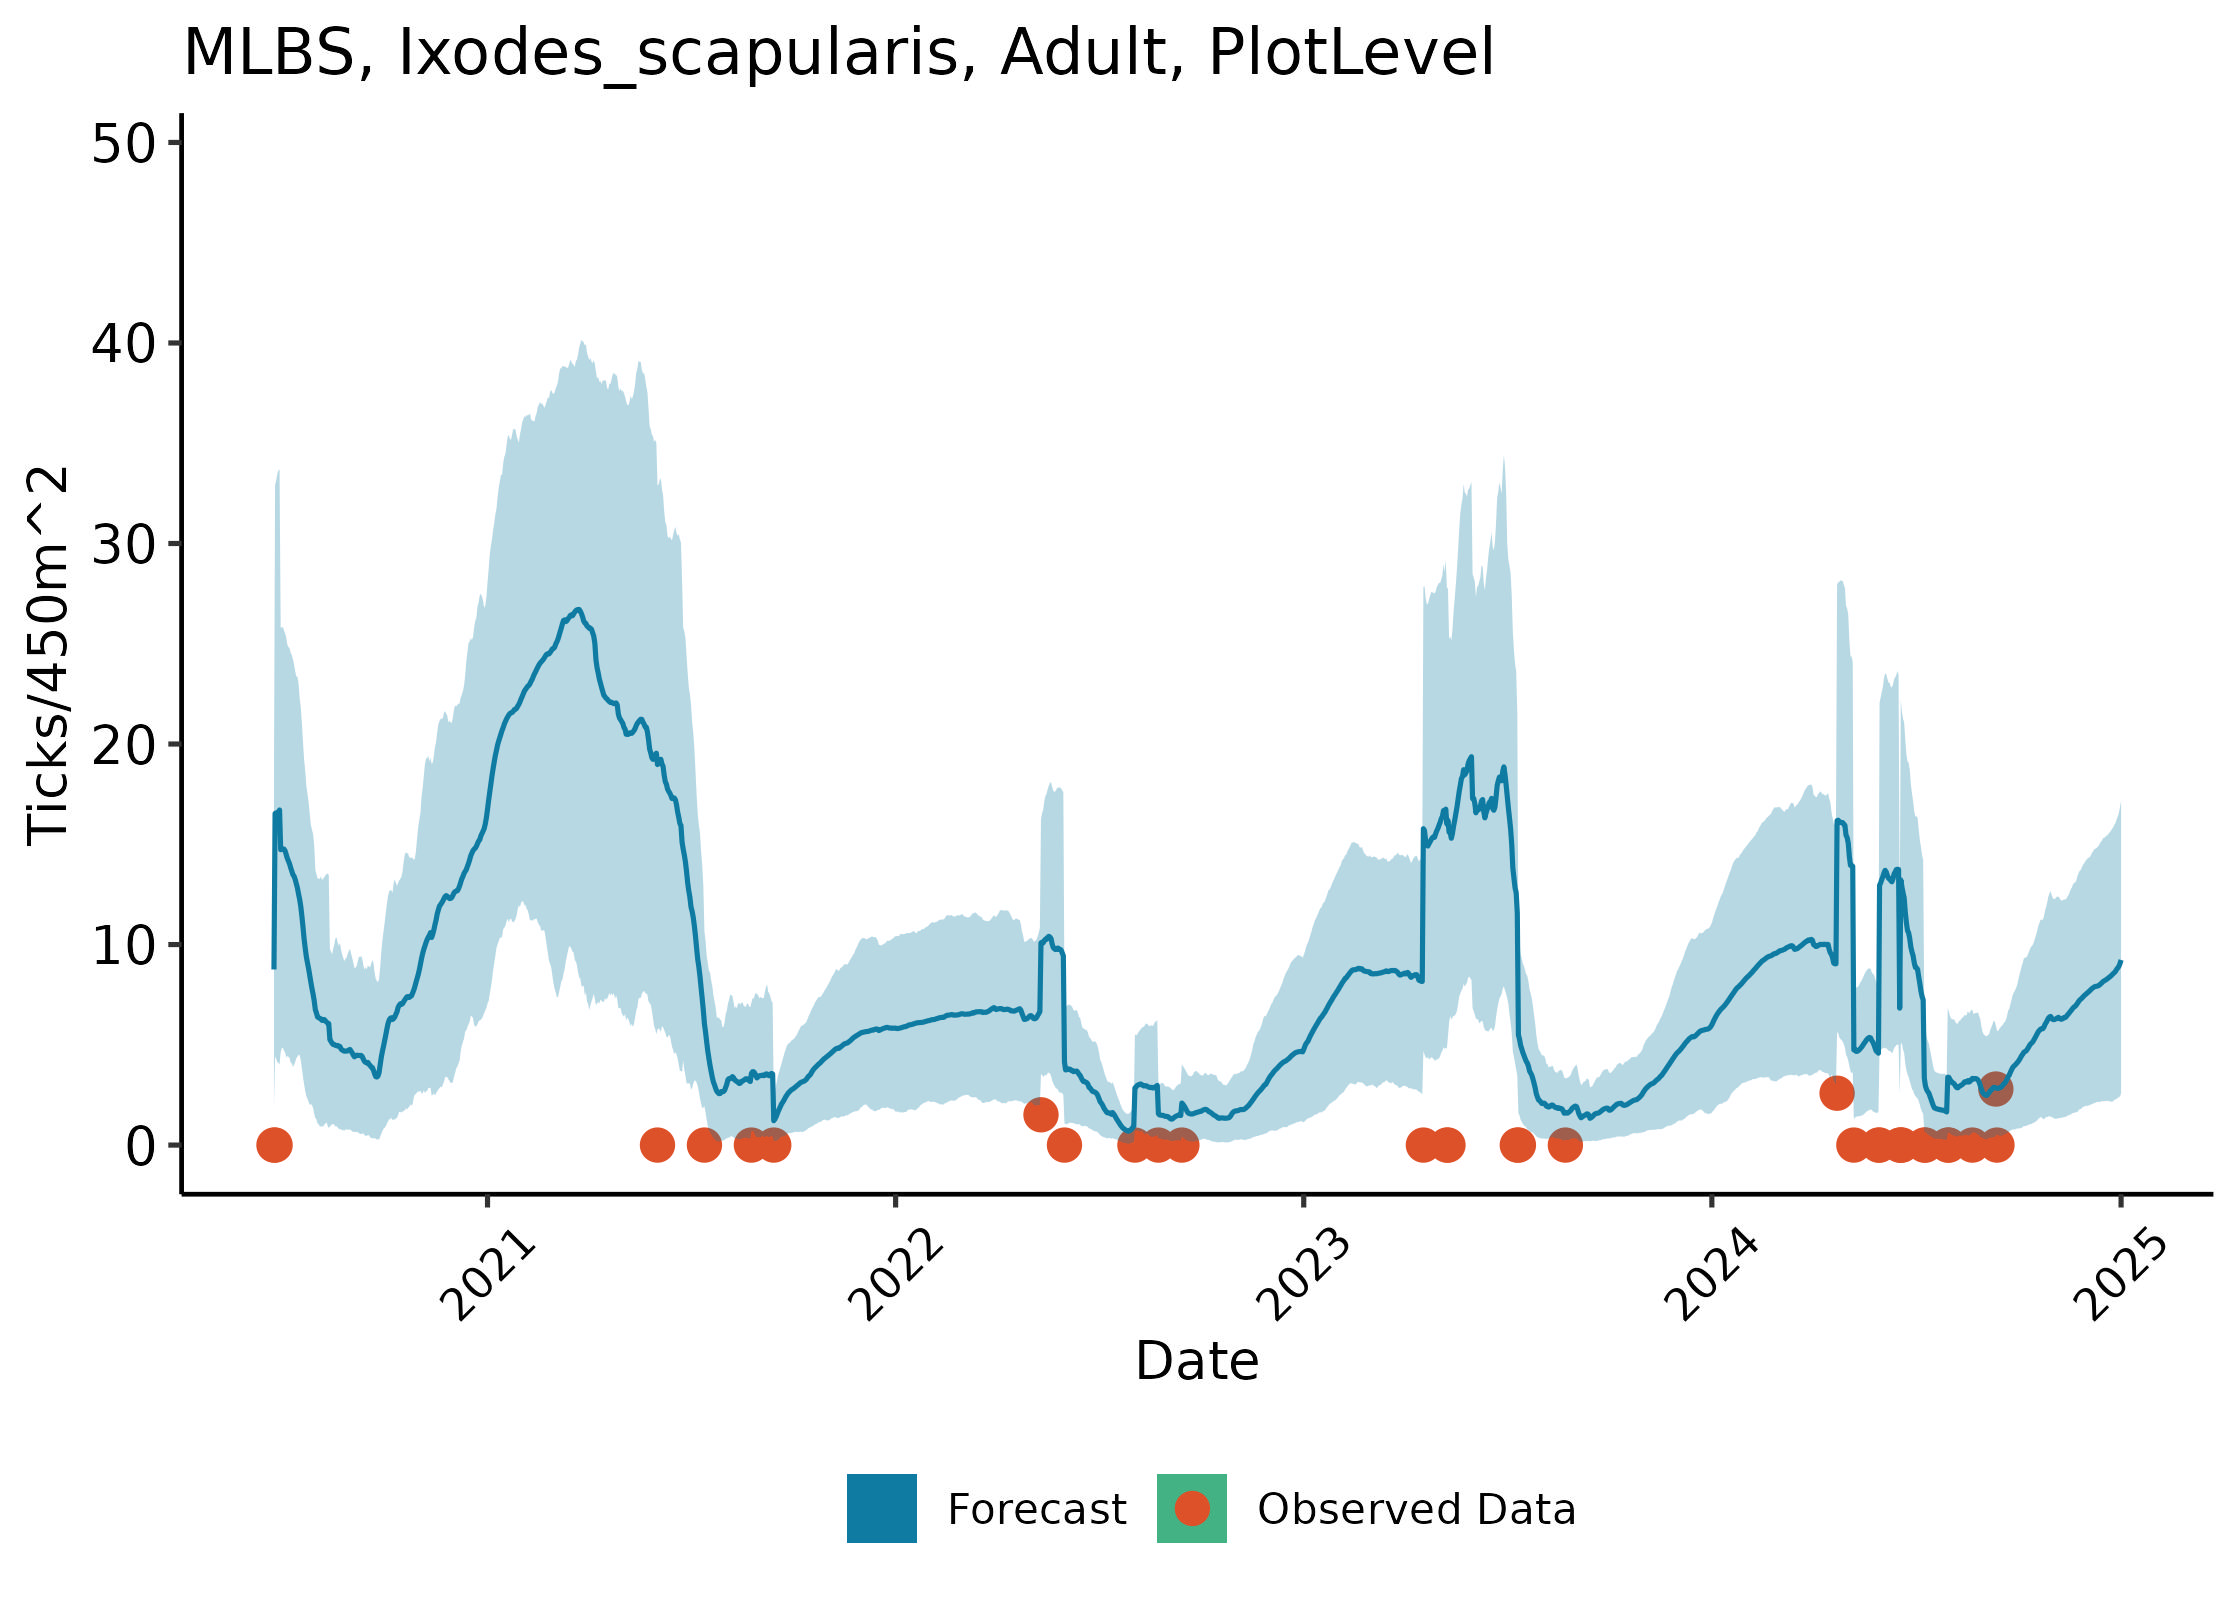 MLBS, Ixodes_scapularis, Adult, PlotLevel
Ticks/450m^2
50
40
30
20
10
0
2021
2022
2023
2024
2025
Date
Forecast
Observed Data